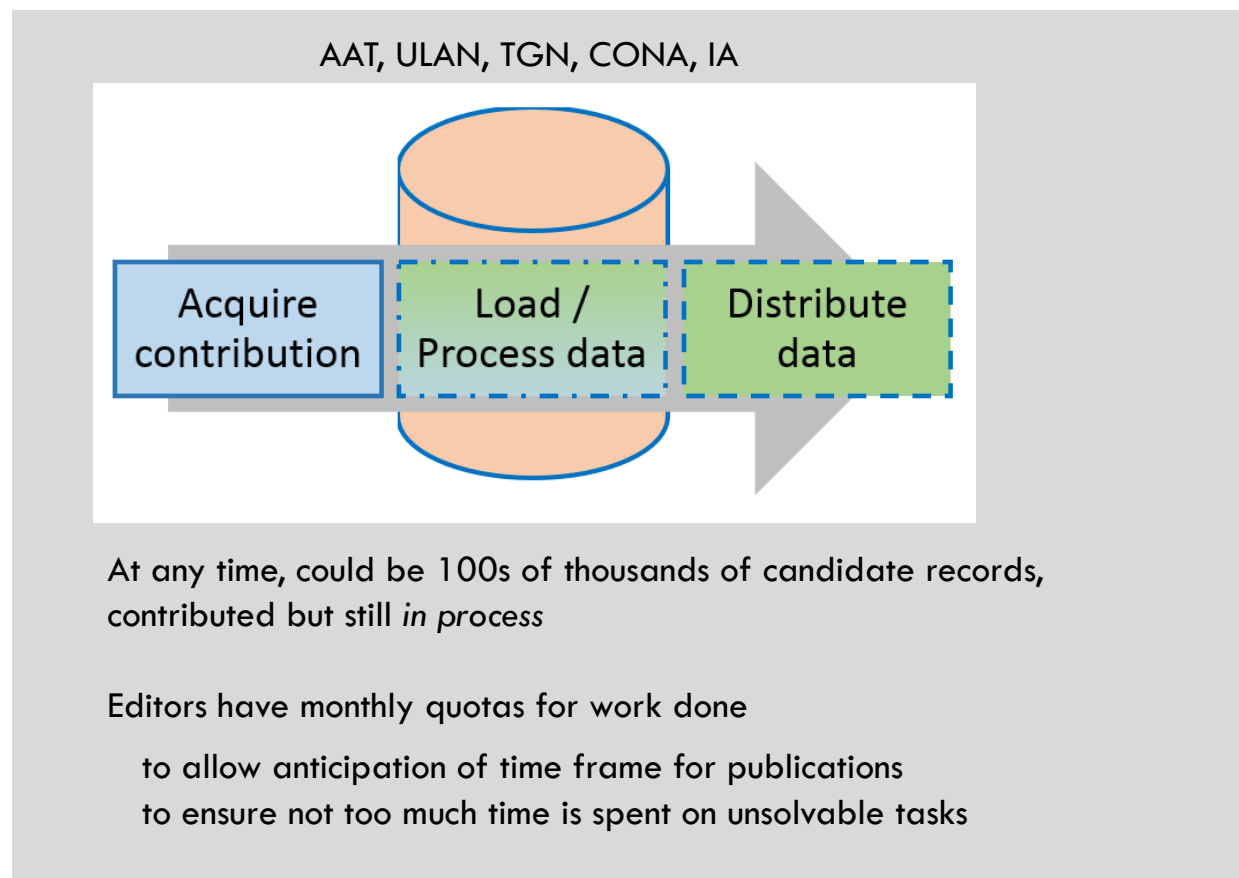 AAT, ULAN, TGN, CONA, IA
Acquire
contribution
Load /
Process data
Distribute
data
At any time, could be 100s of thousands of candidate records,
contributed but still in process
Editors have monthly quotas for work done
to allow anticipation of time frame for publications
to ensure not too much time is spent on unsolvable tasks